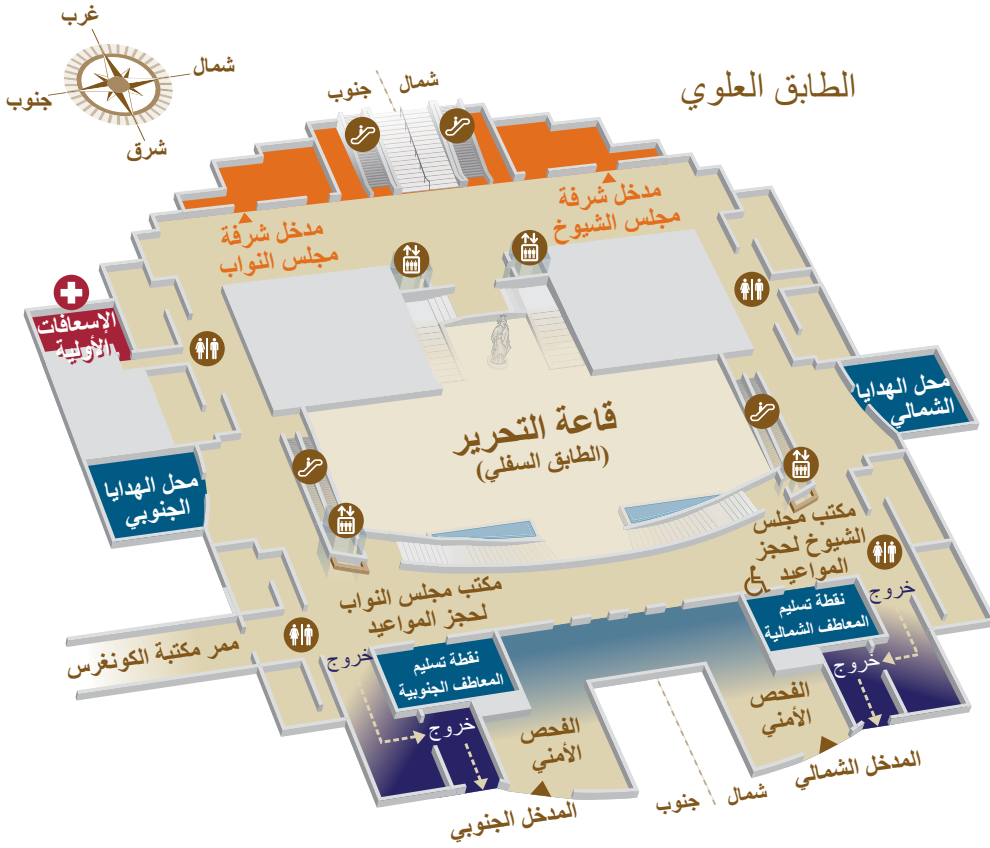 غرب
شمال
جنوب
شرق
شمال
جنوب
الطابق العلوي
مدخل شرفة
مجلس الشيوخ
مدخل شرفة
مجلس النواب
الإسعافات
الأولية
محل الهدايا
الشمالي
قاعة التحرير
(الطابق السفلي)
محل الهدايا
الجنوبي
مكتب مجلس
الشيوخ لحجز
المواعيد
مكتب مجلس النواب
لحجز المواعيد
خروج
نقطة تسليم
المعاطف الشمالية
ممر مكتبة الكونغرس
خروج
نقطة تسليم
المعاطف الجنوبية
خروج
الفحص
الأمني
خروج
الفحص
الأمني
المدخل الشمالي
شمال
جنوب
المدخل الجنوبي